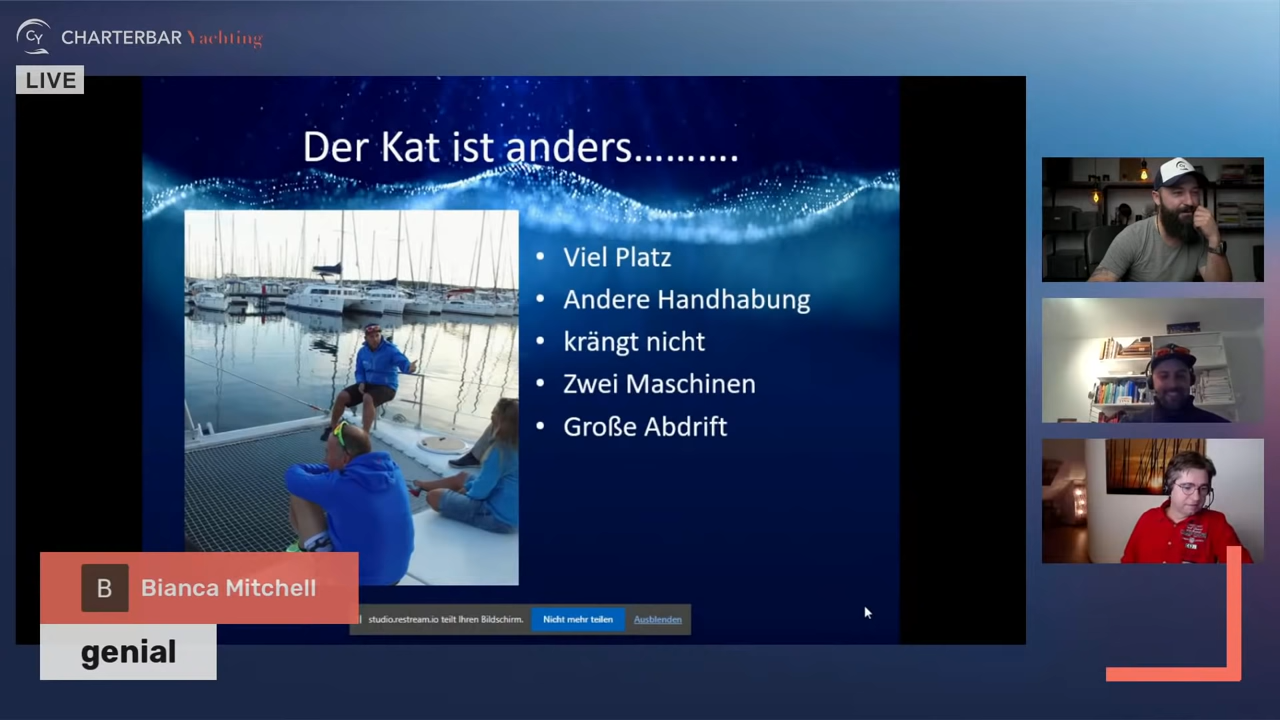 CY CHARTERBAR Yachting
LIVE
Der Kat ist anders..........
• Viel Platz
• Andere Handhabung
• krängt nicht
• Zwei Maschinen
• Große Abdrift
B Bianca Mitchell
genial
studio.restream.io teilt Ihren Bildschirm. Nicht mehr teilen Ausblenden